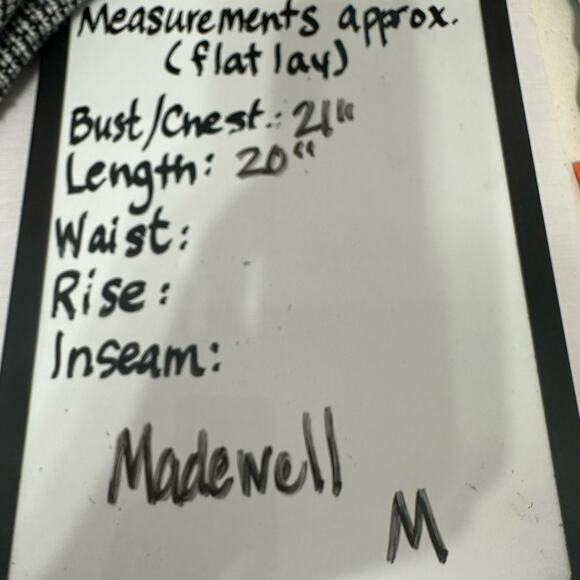 Measurements approx.
(flat lay)
Bust/Chest.: 21"
Length: 20"
Waist:
Rise:
Inseam:
Madewell
M